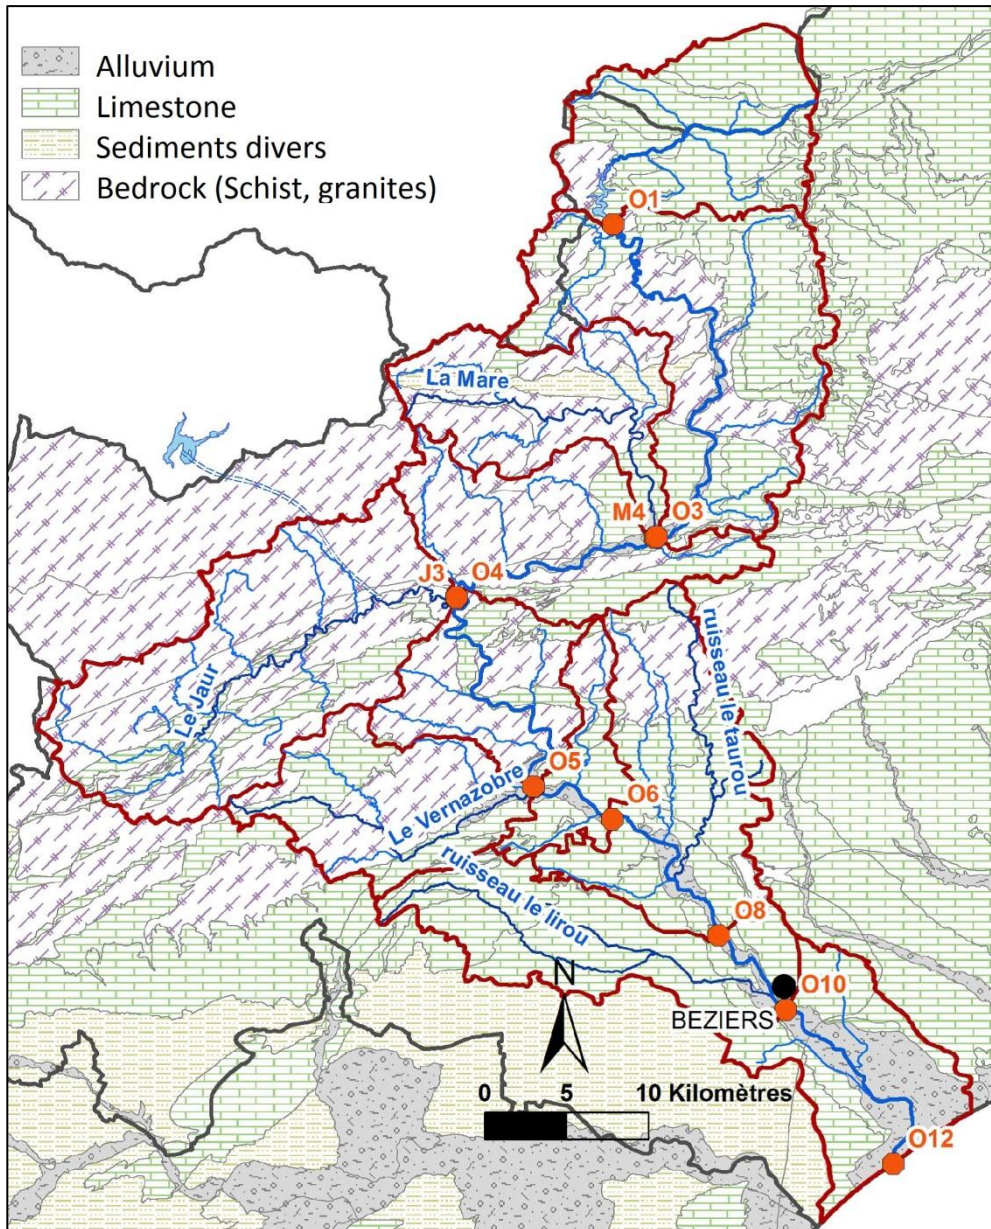 Alluvium
Limestone
Sediments divers
Bedrock (Schist, granites)
O1
La Mare
M4
O3
J3
O4
Le Jaur
ruisseau le taurou
O5
Le Vernazobre
O6
ruisseau le lirou
O8
N
O10
BEZIERS
0 5 10 Kilomètres
O12